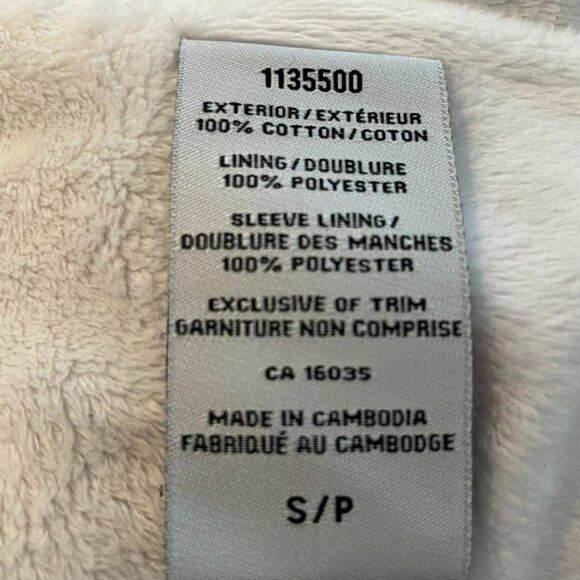 1135500
EXTERIOR/EXTÉRIEUR
100% COTTON/COTON
LINING/DOUBLURE
100% POLYESTER
SLEEVE LINING/
DOUBLURE DES MANCHES
100% POLYESTER
EXCLUSIVE OF TRIM
GARNITURE NON COMPRISE
CA 16035
MADE IN CAMBODIA
FABRIQUÉ AU CAMBODGE
S/P